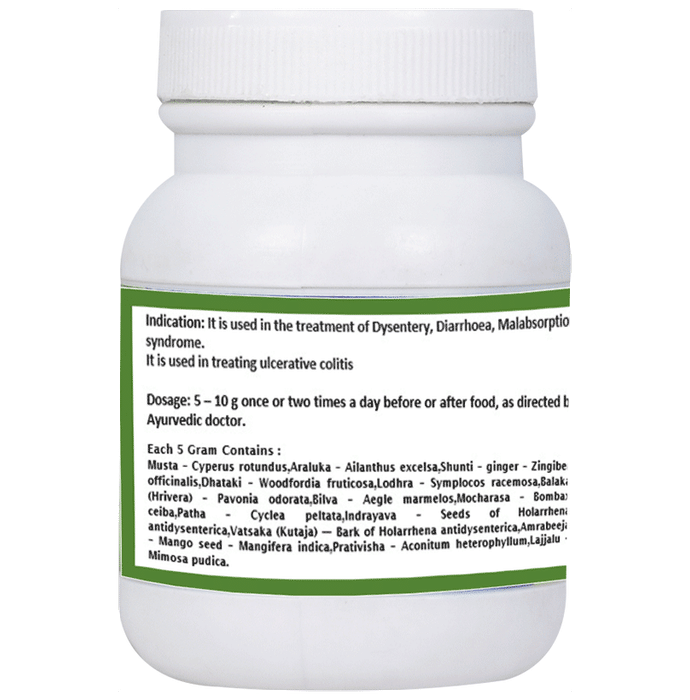 Indication: It is used in the treatment of Dysentery, Diarrhoea, Malabsorptio
syndrome.
It is used in treating ulcerative colitis
Dosage: 5 – 10 g once or two times a day before or after food, as directed b
Ayurvedic doctor.
Each 5 Gram Contains :
Musta - Cyperus rotundus,Araluka - Ailanthus excelsa,Shunti - ginger - Zingibe
officinalis,Dhataki - Woodfordia fruticosa,Lodhra - Symplocos racemosa,Balaka
(Hrivera) - Pavonia odorata,Bilva - Aegle marmelos,Mocharasa - Bombax
ceiba,Patha - Cyclea peltata,Indrayava - Seeds of Holarrhena
antidysenterica,Vatsaka (Kutaja) — Bark of Holarrhena antidysenterica,Amrabeeja
- Mango seed - Mangifera indica,Prativisha - Aconitum heterophyllum,Lajjalu -
Mimosa pudica.